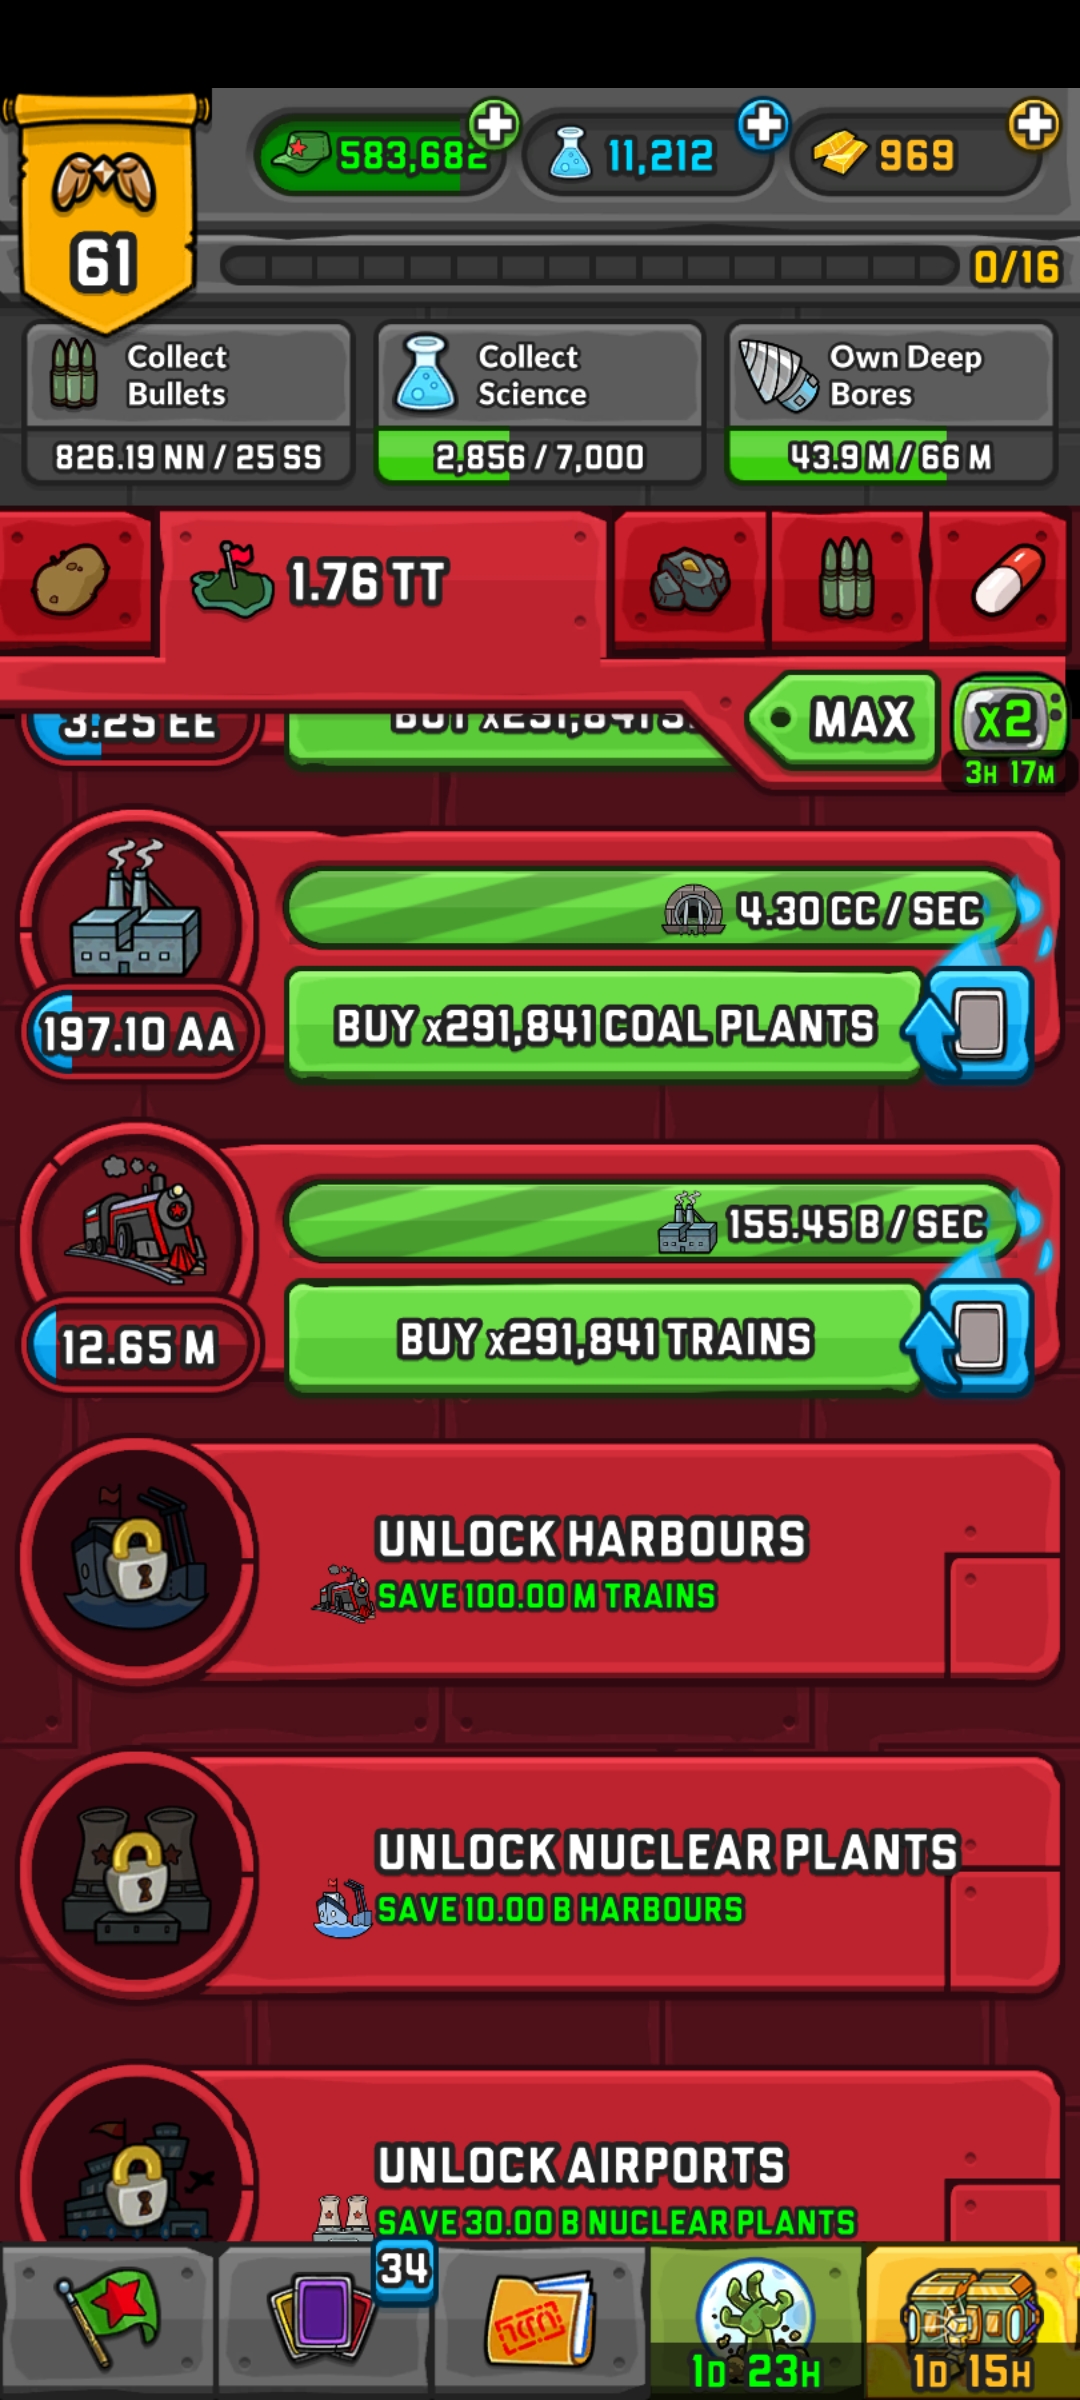 583,682
11,212
969
61
0/16
Collect
Bullets
826.19 NN / 25 SS
Collect
Science
2,856 / 7,000
Own Deep
Bores
43.9 M / 66 M
1.76 TT
MAX
x2
3H 17M
3.25 EE
4.30 CC / SEC
197.10 AA
BUY x291,841 COAL PLANTS
155.45 B / SEC
12.65 M
BUY x291,841 TRAINS
UNLOCK HARBOURS
SAVE 100.00 M TRAINS
UNLOCK NUCLEAR PLANTS
SAVE 10.00 B HARBOURS
UNLOCK AIRPORTS
SAVE 30.00 B NUCLEAR PLANTS
34
1D 23H
1D 15H